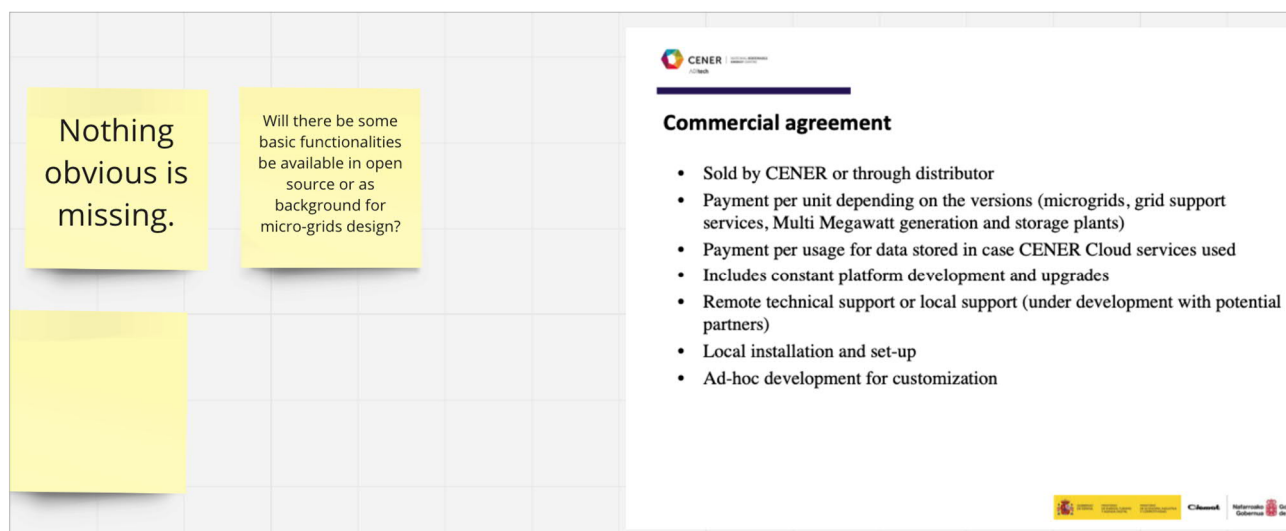 Nothing
obvious is
missing.
Will there be some
basic functionalities
be available in open
source or as
background for
micro-grids design?
CENER
ADItech
Commercial agreement
• Sold by CENER or through distributor
• Payment per unit depending on the versions (microgrids, grid support
services, Multi Megawatt generation and storage plants)
• Payment per usage for data stored in case CENER Cloud services used
• Includes constant platform development and upgrades
• Remote technical support or local support (under development with potential
partners)
• Local installation and set-up
• Ad-hoc development for customization
Ciemat
Nafarroako
Gobernua